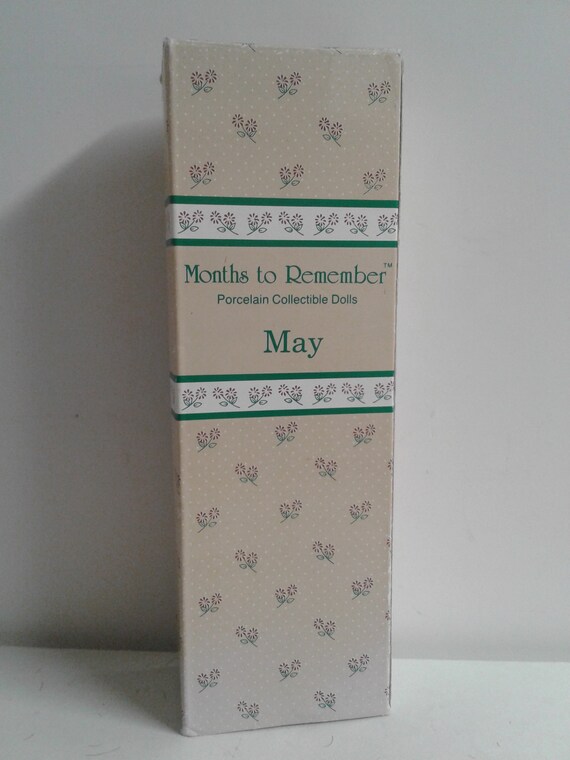 Months to Remember™
Porcelain Collectible Dolls
May